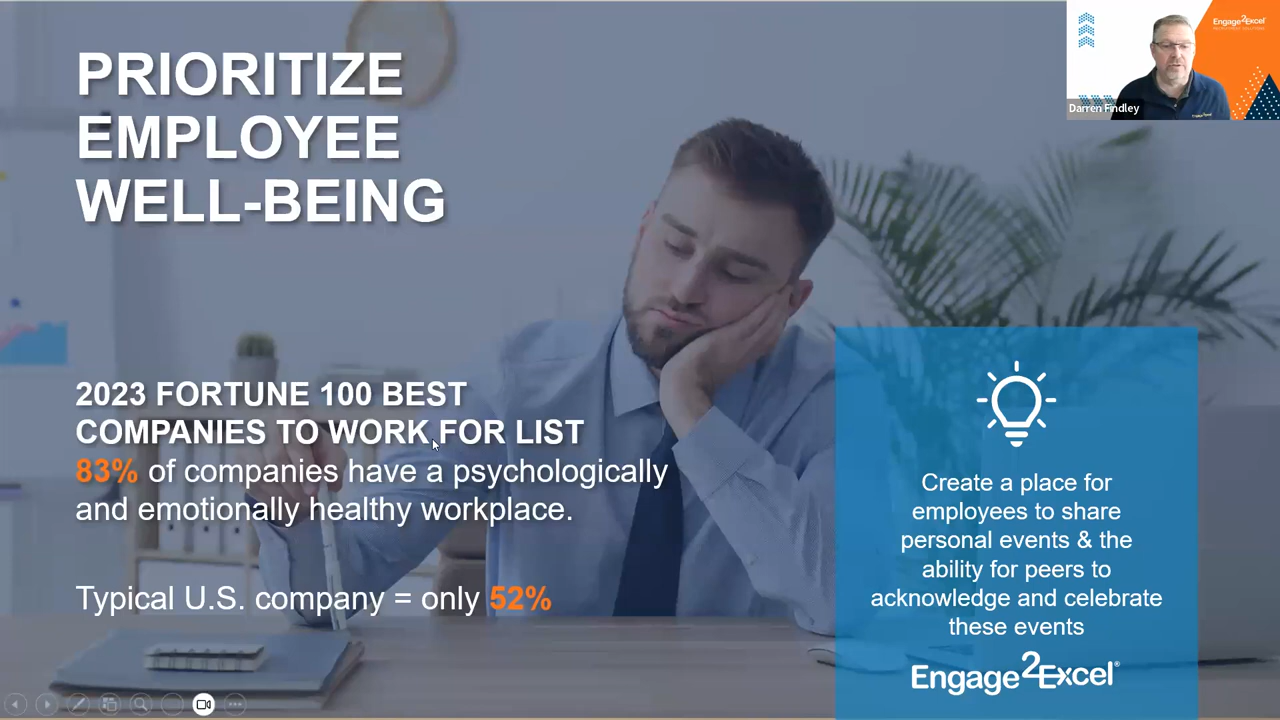 PRIORITIZE
EMPLOYEE
WELL-BEING
Engage2Excel
Darren Findley
2023 FORTUNE 100 BEST
COMPANIES TO WORK FOR LIST
83% of companies have a psychologically
and emotionally healthy workplace.
Typical U.S. company = only 52%
Create a place for
employees to share
personal events & the
ability for peers to
acknowledge and celebrate
these events
Engage2Excel®